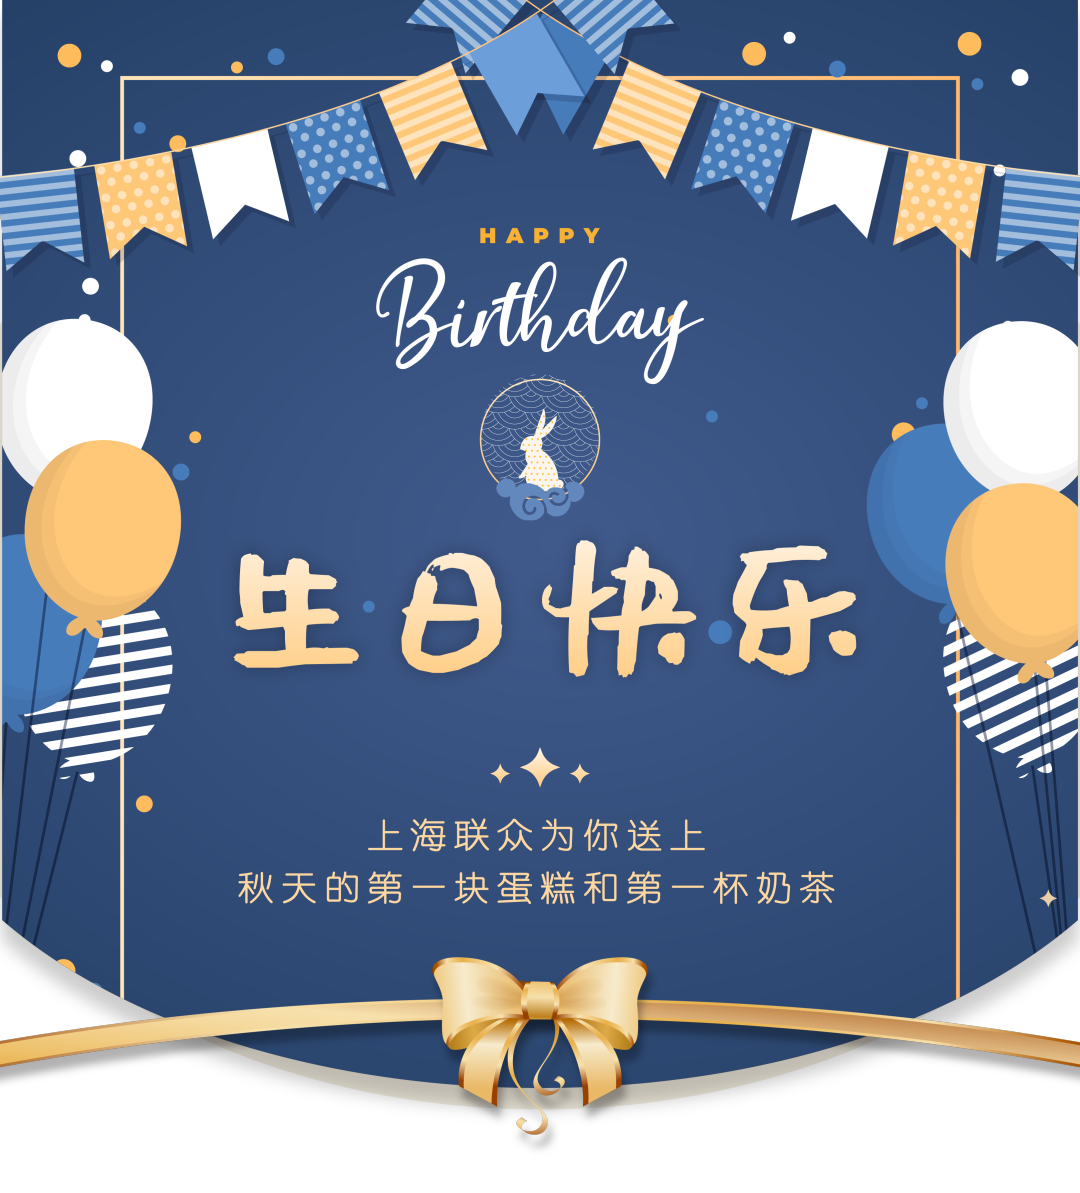 HAPPY
Birthday
生日快乐
上海联众为你送上
秋天的第一块蛋糕和第一杯奶茶